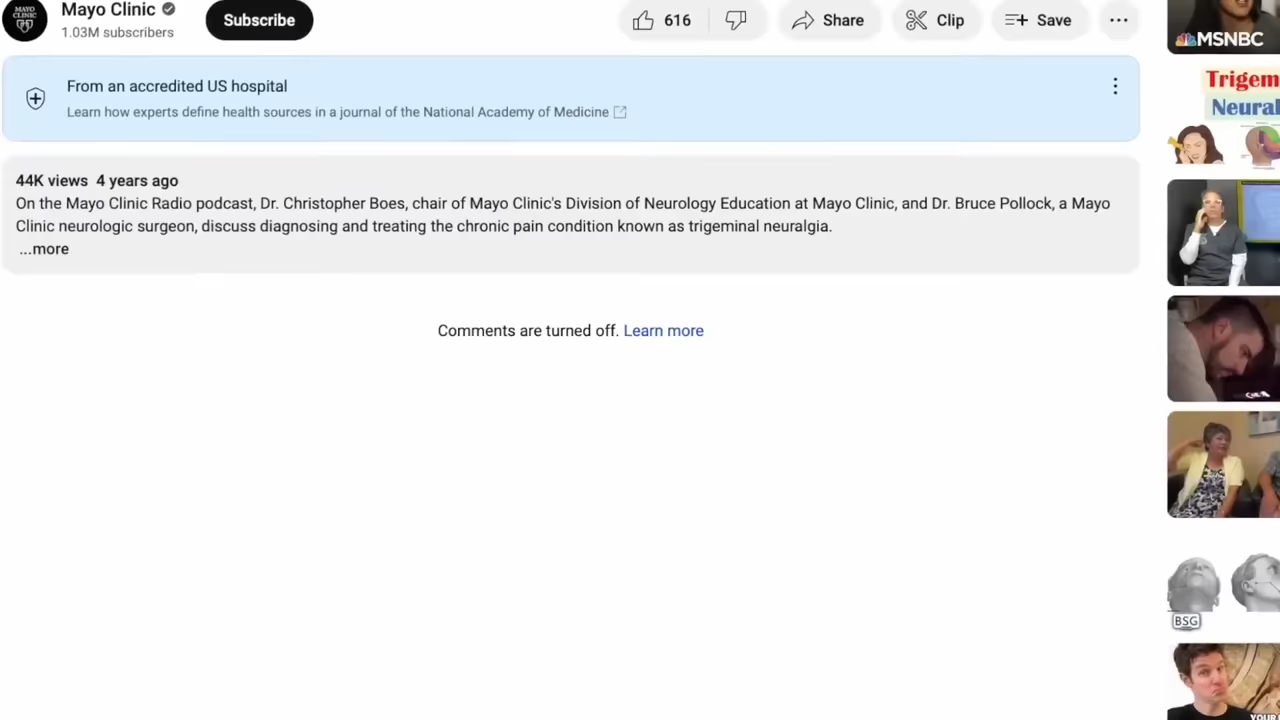 MAYO
CLINIC
Mayo Clinic
1.03M subscribers
Subscribe
616
Share
Clip
Save
From an accredited US hospital
Learn how experts define health sources in a journal of the National Academy of Medicine
44K views 4 years ago
On the Mayo Clinic Radio podcast, Dr. Christopher Boes, chair of Mayo Clinic's Division of Neurology Education at Mayo Clinic, and Dr. Bruce Pollock, a Mayo
Clinic neurologic surgeon, discuss diagnosing and treating the chronic pain condition known as trigeminal neuralgia.
...more
Comments are turned off. Learn more
MSNBC
Trigem
Neural
BSG
YOUR